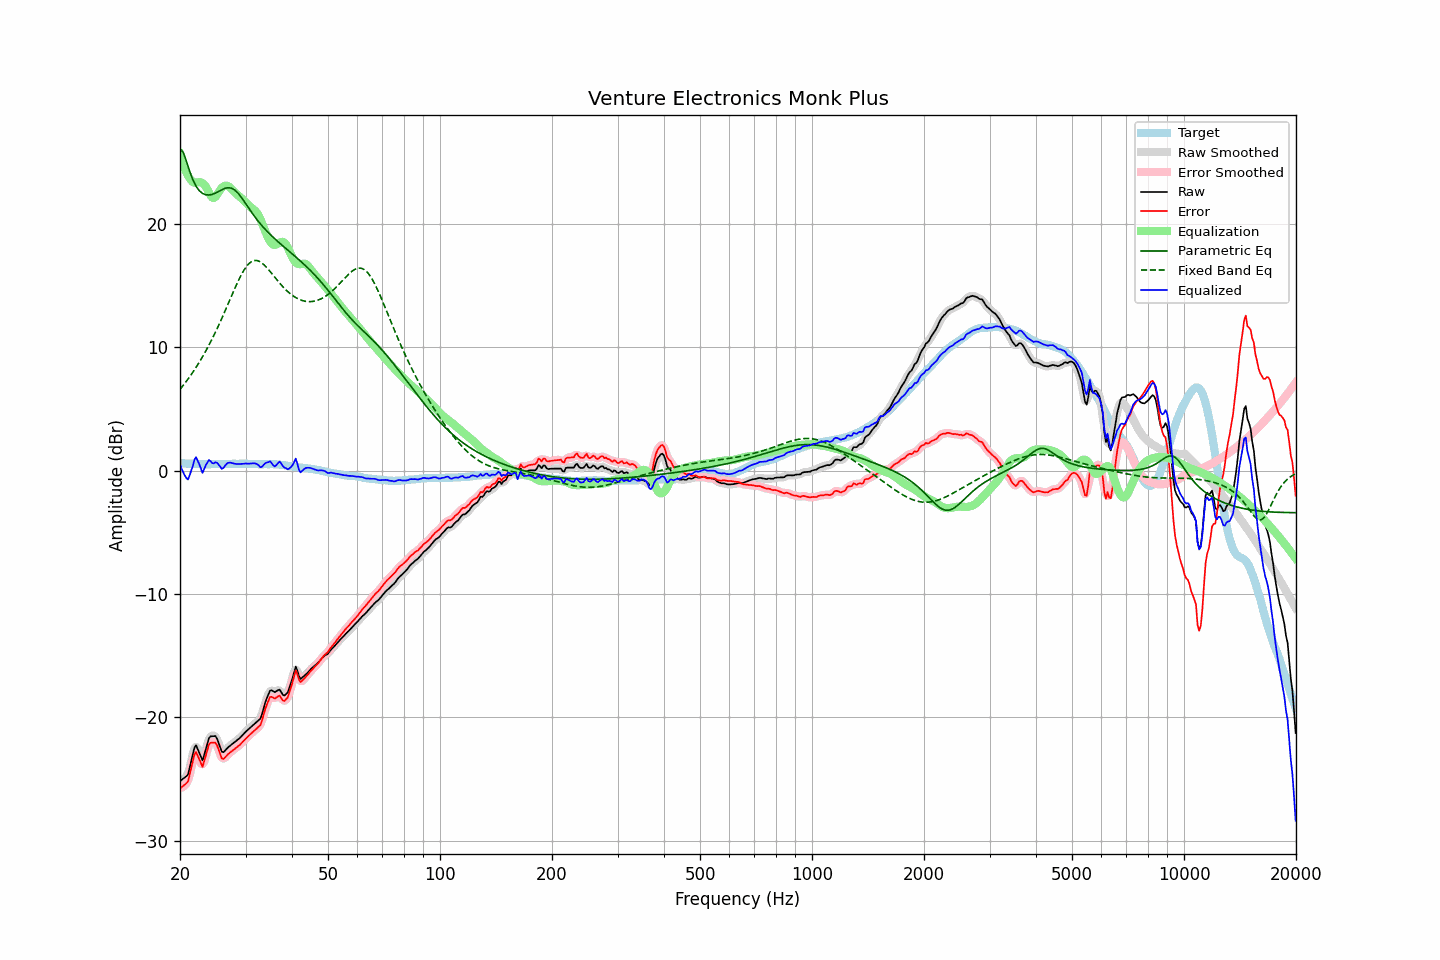 Venture Electronics Monk Plus
Target
Raw Smoothed
Error Smoothed
Raw
Error
Equalization
Parametric Eq
Fixed Band Eq
Equalized
Amplitude (dBr)
20
10
0
−10
−20
−30
20 50 100 200 500 1000 2000 5000 10000 20000
Frequency (Hz)